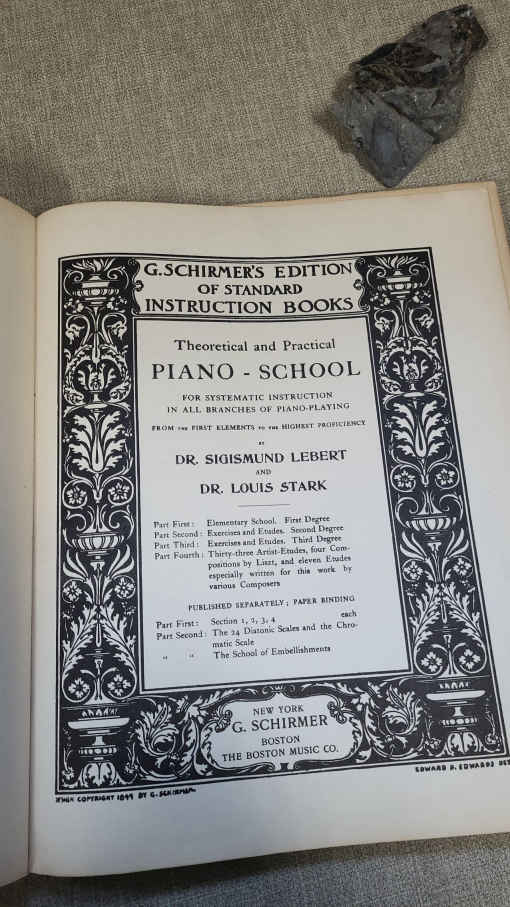 G. SCHIRMER'S EDITION
OF STANDARD
INSTRUCTION BOOKS
Theoretical and Practical
PIANO - SCHOOL
FOR SYSTEMATIC INSTRUCTION
IN ALL BRANCHES OF PIANO-PLAYING
FROM THE FIRST ELEMENTS TO THE HIGHEST PROFICIENCY
BY
DR. SIGISMUND LEBERT
AND
DR. LOUIS STARK
Part First: Elementary School. First Degree
Part Second: Exercises and Etudes. Second Degree
Part Third: Exercises and Etudes. Third Degree
Part Fourth: Thirty-three Artist-Etudes, four Com-
positions by Liszt, and eleven Etudes
especially written for this work by
various Composers
PUBLISHED SEPARATELY; PAPER BINDING
Part First: Section 1, 2, 3, 4 each
Part Second: The 24 Diatonic Scales and the Chro-
matic Scale
" " The School of Embellishments
NEW YORK
G. SCHIRMER
BOSTON
THE BOSTON MUSIC CO.
COPYRIGHT 1899 BY G. SCHIRMER
EDWARD B. EDWARDS DES